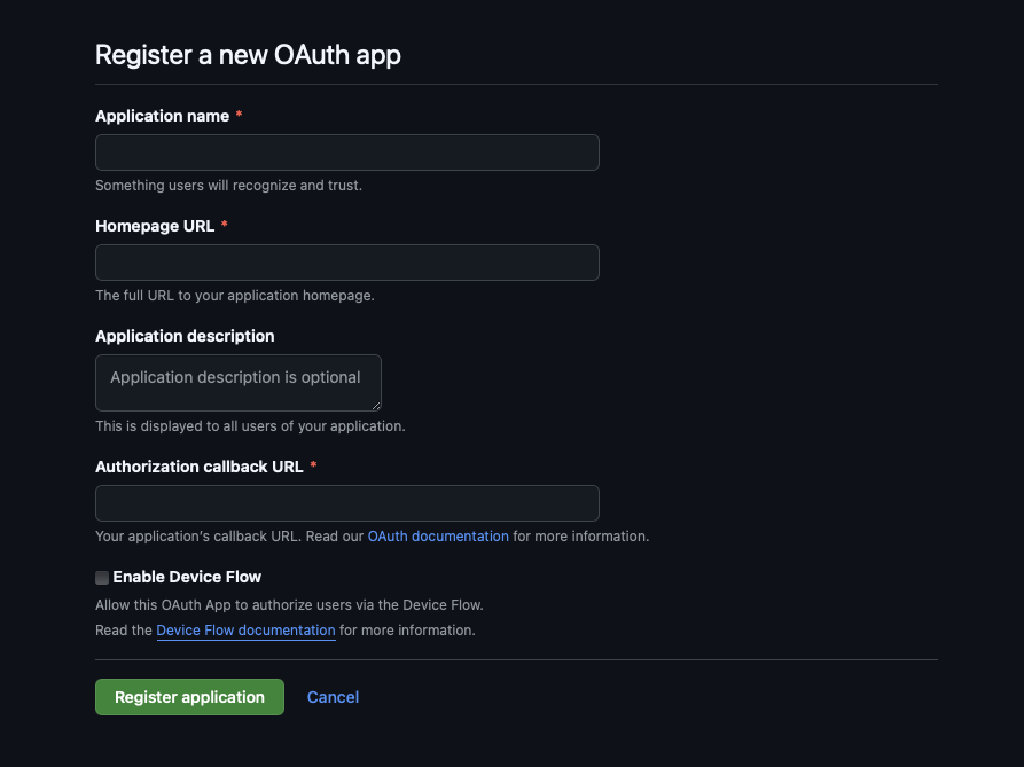 Register a new OAuth app
Application name *
Something users will recognize and trust.
Homepage URL *
The full URL to your application homepage.
Application description
Application description is optional
This is displayed to all users of your application.
Authorization callback URL *
Your application's callback URL. Read our OAuth documentation for more information.
Enable Device Flow
Allow this OAuth App to authorize users via the Device Flow.
Read the Device Flow documentation for more information.
Register application Cancel